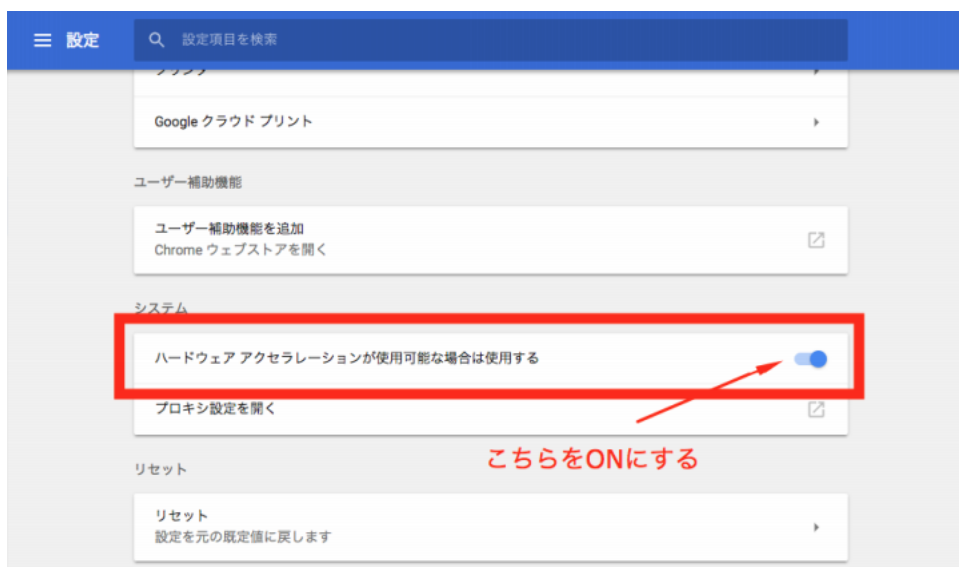 設定
設定項目を検索
プリンタ
Google クラウド プリント
ユーザー補助機能
ユーザー補助機能を追加
Chrome ウェブストアを開く
システム
ハードウェア アクセラレーションが使用可能な場合は使用する
プロキシ設定を開く
こちらをONにする
リセット
リセット
設定を元の既定値に戻します